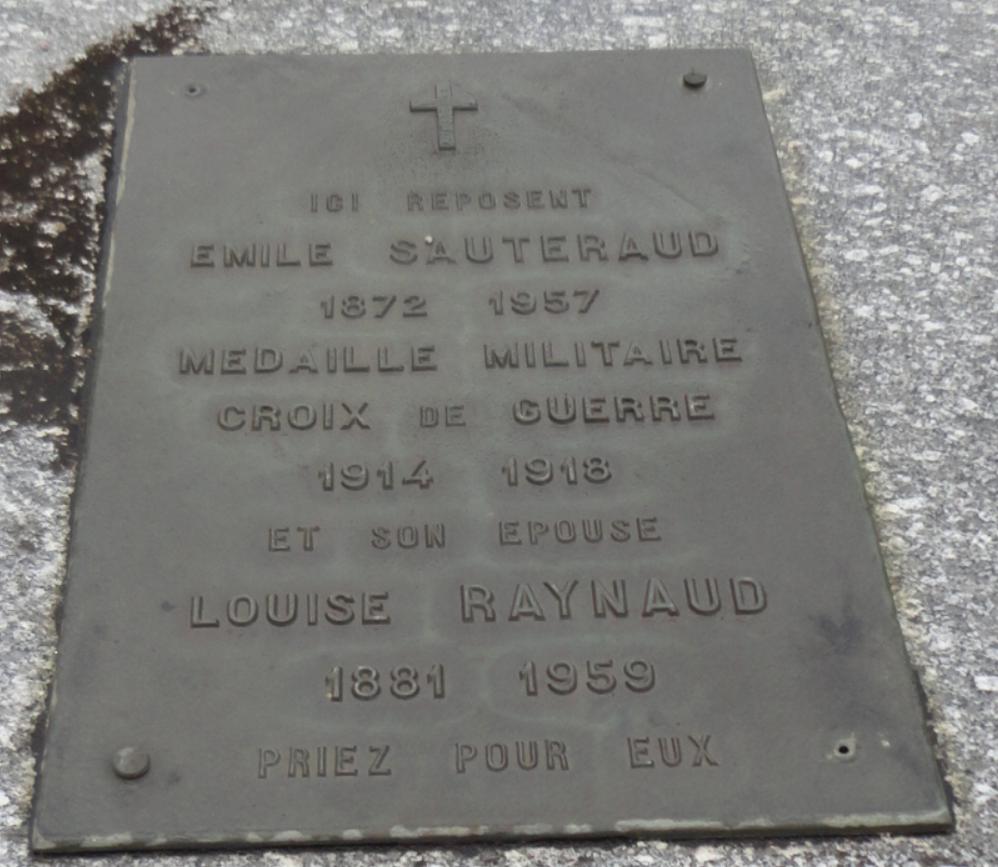 ICI REPOSENT
EMILE SAUTERAUD
1872 1957
MEDAILLE MILITAIRE
CROIX DE GUERRE
1914 1918
ET SON EPOUSE
LOUISE RAYNAUD
1881 1959
PRIEZ POUR EUX